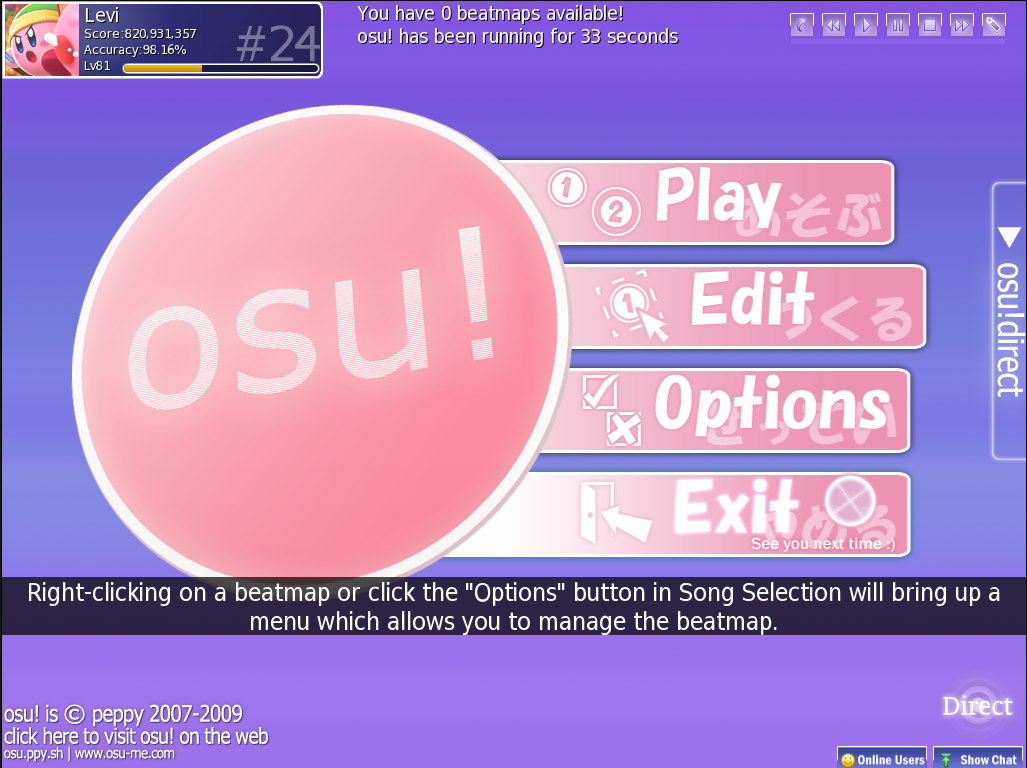 Levi
Score:820,931,357
Accuracy:98.16%
Lv81
#24
You have 0 beatmaps available!
osu! has been running for 33 seconds
osu!
1
2
Play
あそぶ
1
Edit
つくる
Options
せってい
Exit
やめる
See you next time :)
osu!direct
Right-clicking on a beatmap or click the "Options" button in Song Selection will bring up a
menu which allows you to manage the beatmap.
Direct
osu! is © peppy 2007-2009
click here to visit osu! on the web
osu.ppy.sh | www.osu-me.com
Online Users
Show Chat